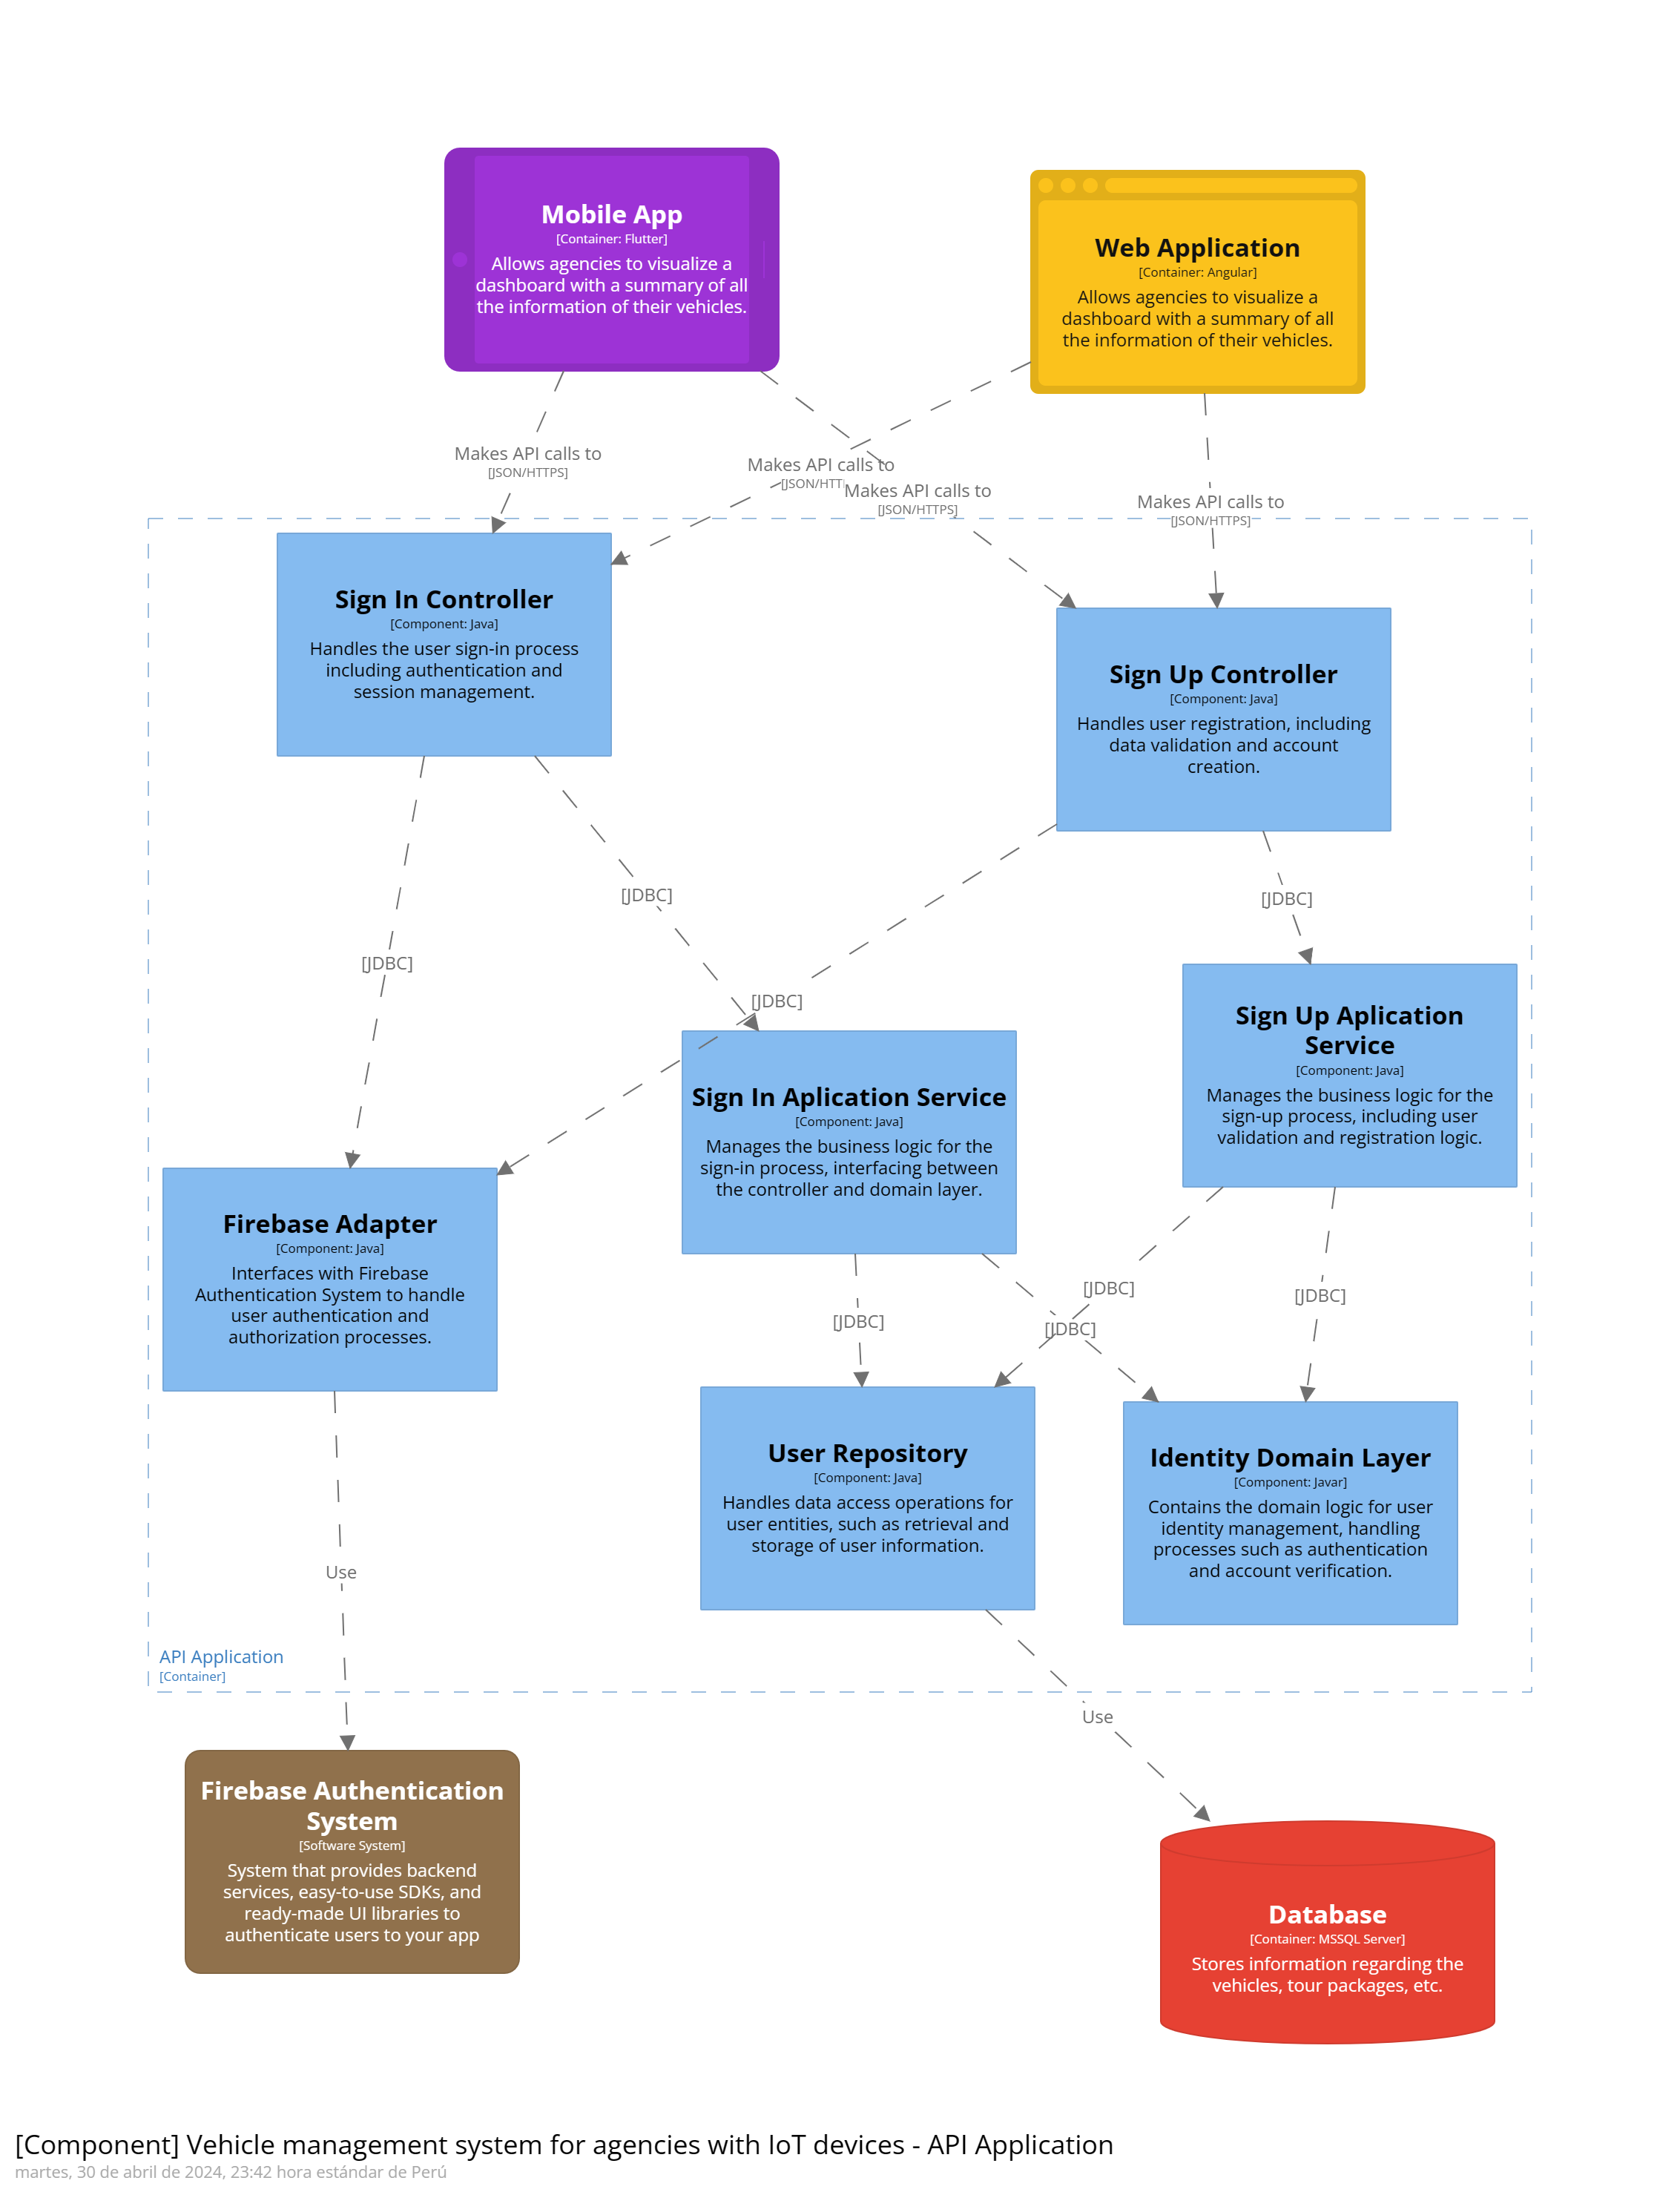 Mobile App
[Container: Flutter]
Allows agencies to visualize a
dashboard with a summary of all
the information of their vehicles.
Web Application
[Container: Angular]
Allows agencies to visualize a
dashboard with a summary of all
the information of their vehicles.
Makes API calls to
[JSON/HTTPS]
Makes API calls to
[JSON/HTT
Makes API calls to
[JSON/HTTPS]
Makes API calls to
[JSON/HTTPS]
Sign In Controller
[Component: Java]
Handles the user sign-in process
including authentication and
session management.
Sign Up Controller
[Component: Java]
Handles user registration, including
data validation and account
creation.
[JDBC]
[JDBC]
[JDBC]
[JDBC]
Sign Up Aplication
Service
[Component: Java]
Manages the business logic for the
sign-up process, including user
validation and registration logic.
Sign In Aplication Service
[Component: Java]
Manages the business logic for the
sign-in process, interfacing between
the controller and domain layer.
Firebase Adapter
[Component: Java]
Interfaces with Firebase
Authentication System to handle
user authentication and
authorization processes.
[JDBC]
[JDBC]
[JDBC]
[JDBC]
User Repository
[Component: Java]
Handles data access operations for
user entities, such as retrieval and
storage of user information.
Identity Domain Layer
[Component: Javar]
Contains the domain logic for user
identity management, handling
processes such as authentication
and account verification.
Use
API Application
[Container]
Use
Firebase Authentication
System
[Software System]
System that provides backend
services, easy-to-use SDKs, and
ready-made UI libraries to
authenticate users to your app
Database
[Container: MSSQL Server]
Stores information regarding the
vehicles, tour packages, etc.
[Component] Vehicle management system for agencies with IoT devices - API Application
martes, 30 de abril de 2024, 23:42 hora estándar de Perú